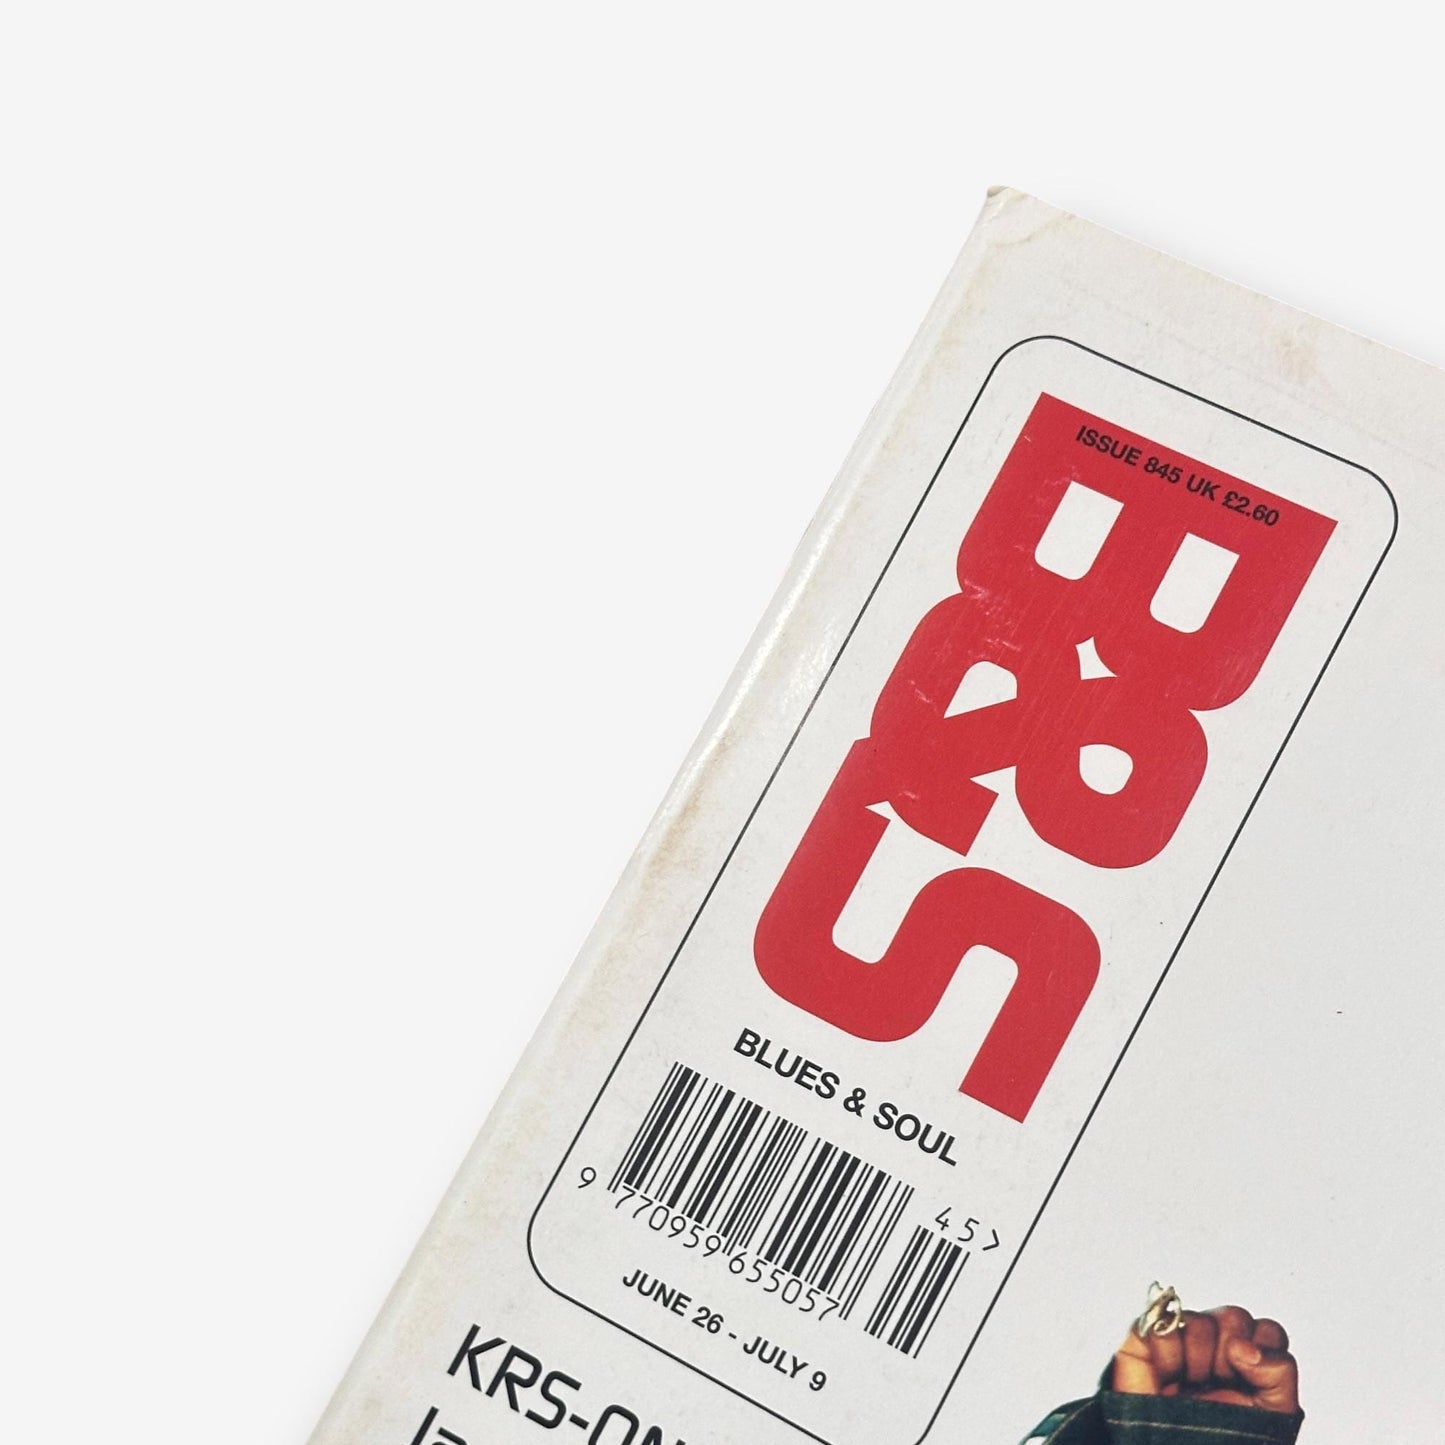 ISSUE 845 UK £2.60
B&S
BLUES & SOUL
45>
9 770959 655057
JUNE 26 - JULY 9